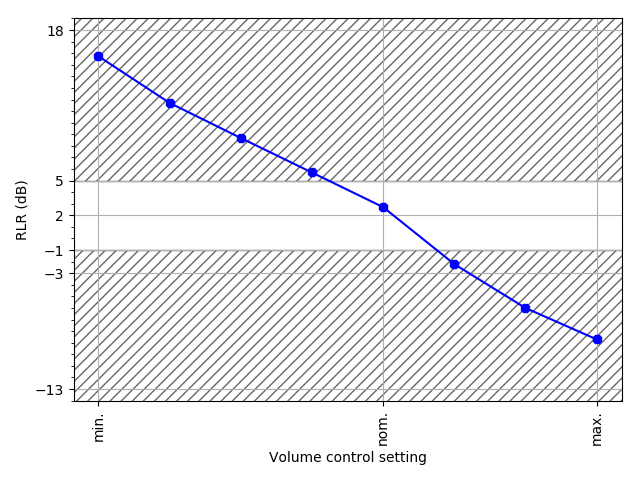 18
5
2
−1
−3
−13
RLR (dB)
min.
nom.
max.
Volume control setting